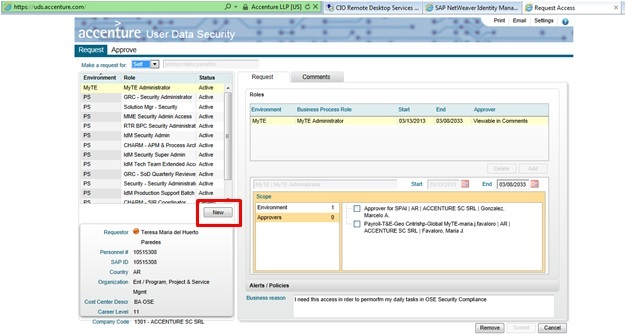 https://uds.accenture.com/
Accenture LLP [US]
CIO Remote Desktop Services ...
SAP NetWeaver Identity Mana...
Request Access
Print Email Settings
accenture User Data Security
Request Approve
Make a request for: Self
Environment Role Status
MyTE MyTE Administrator Active
PS GRC - Security Administrator Active
PS Solution Mgr - Security Active
PS MME Security Admin Access Active
PS RTR BPC Security Administr Active
PS IdM Security Admin Active
PS CHARM - APM & Process Arch Active
PS IdM Security Super Admin Active
PS IdM Tech Team Extended Acc Active
PS GRC - SoD Quarterly Reviewe Active
PS Security - Security Administra Active
PS IdM Production Support Batch Active
PS CHARM - SIR Coordinator Active
New
Requestor Teresa Maria del Huerto
Paredes
Personnel # 10515308
SAP ID 10515308
Country AR
Organization Ent / Program, Project & Service
Mgmt
Cost Center Desc BA OSE
Career Level 11
Company Code 1301 - ACCENTURE SC SRL
Request Comments
Roles
Environment Business Process Role Start End Approver
MyTE MyTE Administrator 03/13/2013 03/08/2033 Viewable in Comments
Delete Add
MyTE | MyTE Administrator Start 03/13/2013 End 03/08/2033
Scope
Environment 1
Approvers 0
Approver for SPAI | AR | ACCENTURE SC SRL | Gonzalez,
Marcelo A.
Payroll-T&E-Geo Cntrlshp-Global MyTE-maria j favaloro | AR |
ACCENTURE SC SRL | Favaloro, Maria J
Alerts / Policies
Business reason I need this access in rder to permorfm my daily tasks in OSE Security Compliance
Remove Submit Cancel